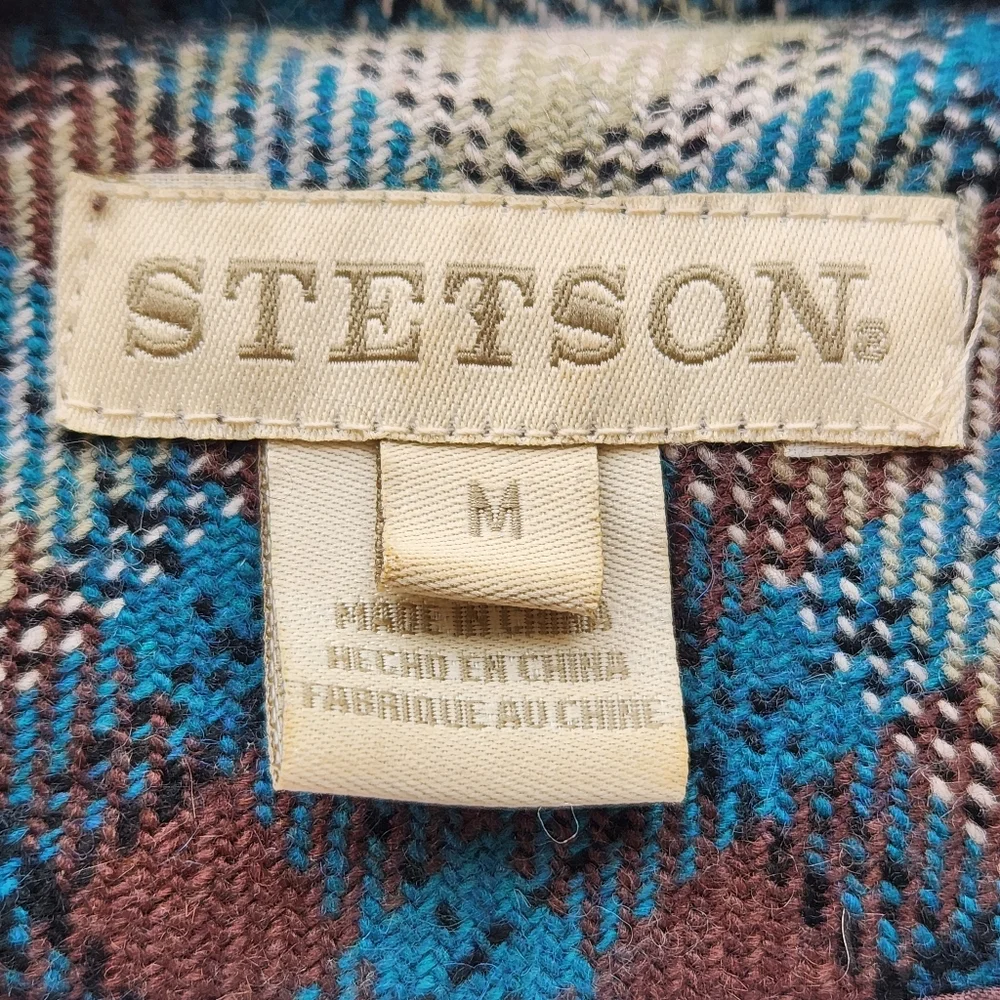 STETSON®
M
MADE IN CHINA
HECHO EN CHINA
FABRIQUE AU CHINE